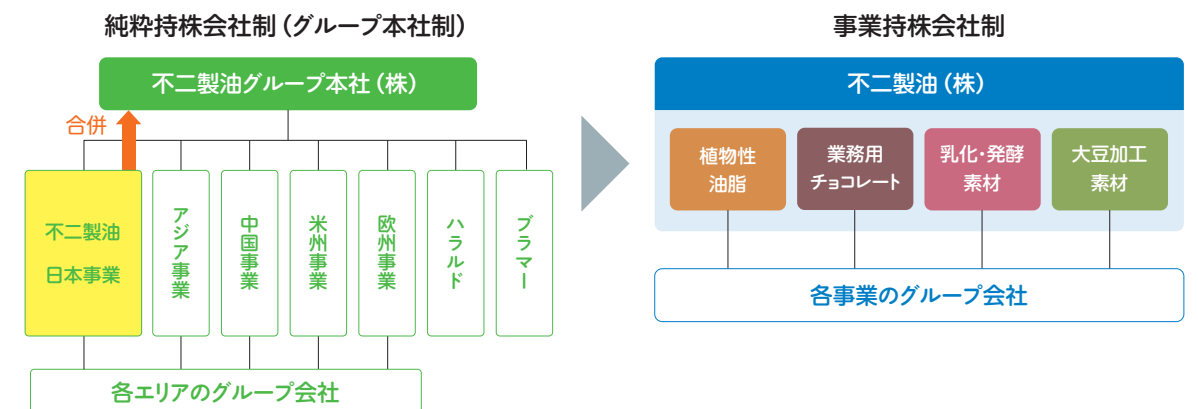 純粋持株会社制（グループ本社制）
不二製油グループ本社（株）
合併
不二製油
日本事業
アジア事業
中国事業
米州事業
欧州事業
ハラルド
ブラマー
各エリアのグループ会社
事業持株会社制
不二製油（株）
植物性
油脂
業務用
チョコレート
乳化・発酵
素材
大豆加工
素材
各事業のグループ会社